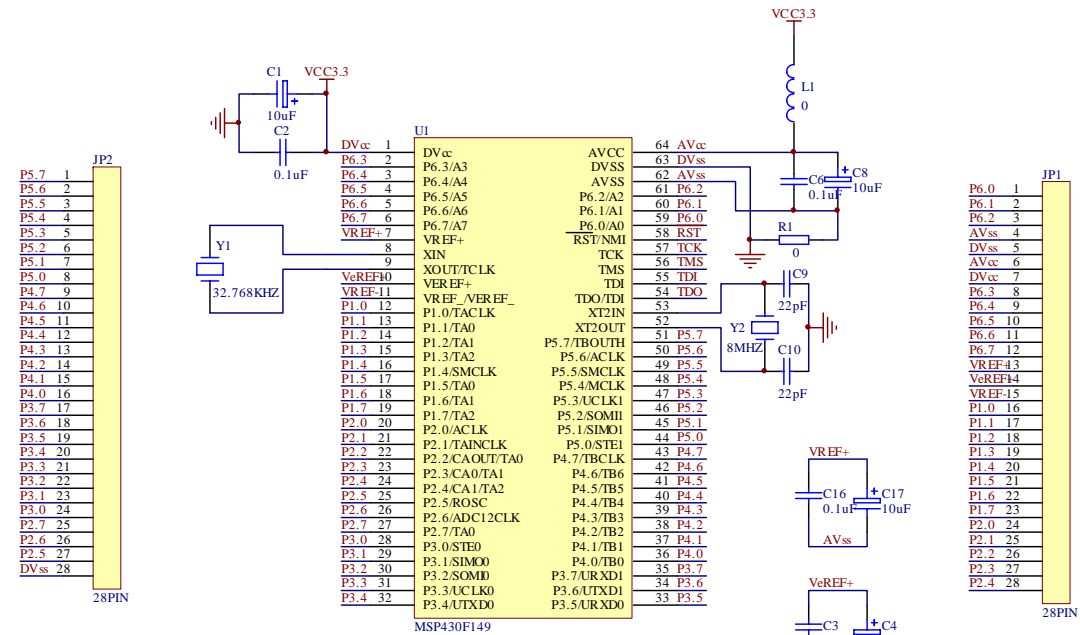 VCC3.3
L1
0
C1
VCC3.3
10uF
C2
0.1uF
U1
DVcc 1 DVcc
P6.3 2 P6.3/A3
P6.4 3 P6.4/A4
P6.5 4 P6.5/A5
P6.6 5 P6.6/A6
P6.7 6 P6.7/A7
VREF+ 7 VREF+
8 XIN
9 XOUT/TCLK
VeREF+ 10 VEREF+
VREF- 11 VREF_/VEREF_
P1.0 12 P1.0/TACLK
P1.1 13 P1.1/TA0
P1.2 14 P1.2/TA1
P1.3 15 P1.3/TA2
P1.4 16 P1.4/SMCLK
P1.5 17 P1.5/TA0
P1.6 18 P1.6/TA1
P1.7 19 P1.7/TA2
P2.0 20 P2.0/ACLK
P2.1 21 P2.1/TAINCLK
P2.2 22 P2.2/CAOUT/TA0
P2.3 23 P2.3/CA0/TA1
P2.4 24 P2.4/CA1/TA2
P2.5 25 P2.5/ROSC
P2.6 26 P2.6/ADC12CLK
P2.7 27 P2.7/TA0
P3.0 28 P3.0/STE0
P3.1 29 P3.1/SIMO0
P3.2 30 P3.2/SOMI0
P3.3 31 P3.3/UCLK0
P3.4 32 P3.4/UTXD0
AVCC 64 AVcc
DVSS 63 DVss
AVSS 62 AVss
P6.2/A2 61 P6.2
P6.1/A1 60 P6.1
P6.0/A0 59 P6.0
RST/NMI 58 RST
TCK 57 TCK
TMS 56 TMS
TDI 55 TDI
TDO/TDI 54 TDO
XT2IN 53
XT2OUT 52
P5.7/TBOUTH 51 P5.7
P5.6/ACLK 50 P5.6
P5.5/SMCLK 49 P5.5
P5.4/MCLK 48 P5.4
P5.3/UCLK1 47 P5.3
P5.2/SOMI1 46 P5.2
P5.1/SIMO1 45 P5.1
P5.0/STE1 44 P5.0
P4.7/TBCLK 43 P4.7
P4.6/TB6 42 P4.6
P4.5/TB5 41 P4.5
P4.4/TB4 40 P4.4
P4.3/TB3 39 P4.3
P4.2/TB2 38 P4.2
P4.1/TB1 37 P4.1
P4.0/TB0 36 P4.0
P3.7/URXD1 35 P3.7
P3.6/UTXD1 34 P3.6
P3.5/URXD0 33 P3.5
MSP430F149
JP2
P5.7 1
P5.6 2
P5.5 3
P5.4 4
P5.3 5
P5.2 6
P5.1 7
P5.0 8
P4.7 9
P4.6 10
P4.5 11
P4.4 12
P4.3 13
P4.2 14
P4.1 15
P4.0 16
P3.7 17
P3.6 18
P3.5 19
P3.4 20
P3.3 21
P3.2 22
P3.1 23
P3.0 24
P2.7 25
P2.6 26
P2.5 27
DVss 28
28PIN
Y1
32.768KHZ
C6
0.1uF
C8
10uF
R1
0
C9
22pF
Y2
8MHZ
C10
22pF
VREF+
C16
0.1uF
C17
10uF
AVss
VeREF+
C3
C4
JP1
P6.0 1
P6.1 2
P6.2 3
AVss 4
DVss 5
AVcc 6
DVcc 7
P6.3 8
P6.4 9
P6.5 10
P6.6 11
P6.7 12
VREF+ 13
VeREF+ 14
VREF- 15
P1.0 16
P1.1 17
P1.2 18
P1.3 19
P1.4 20
P1.5 21
P1.6 22
P1.7 23
P2.0 24
P2.1 25
P2.2 26
P2.3 27
P2.4 28
28PIN